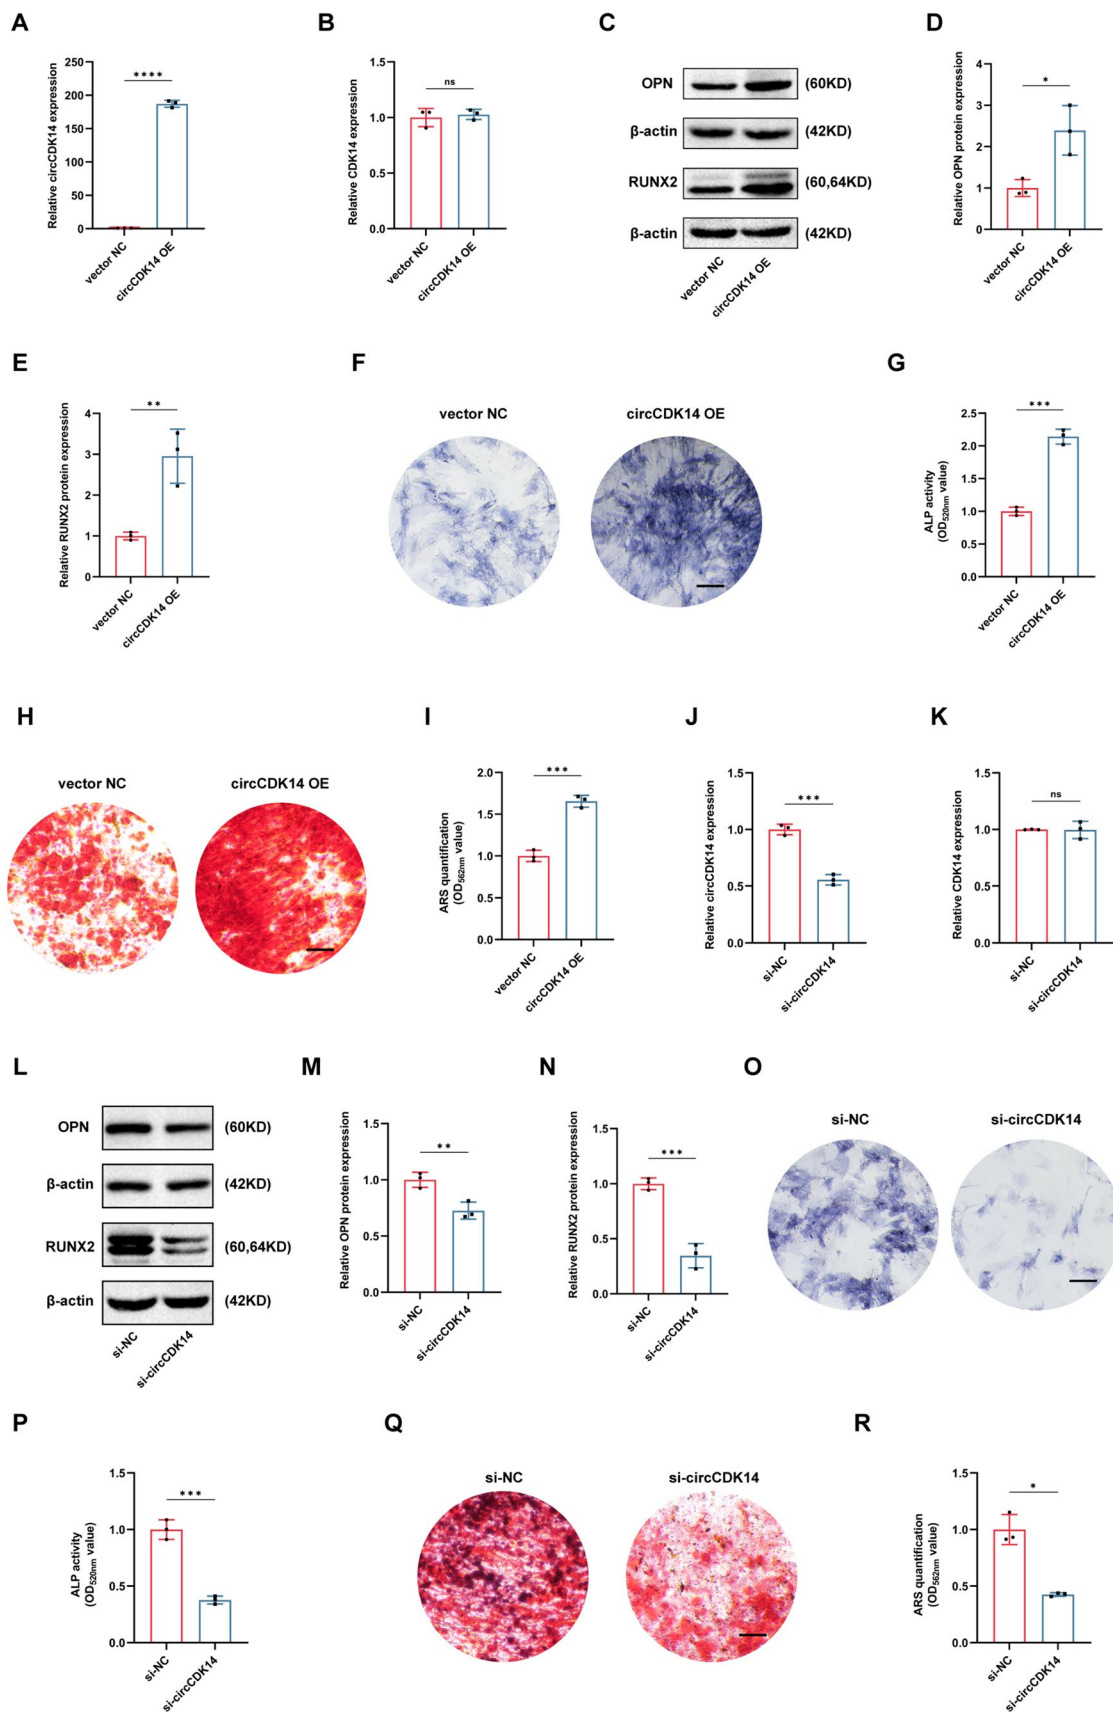 A
Relative circCDK14 expression
250
200
150
100
50
0
****
vector NC
circCDK14 OE
B
Relative CDK14 expression
1.5
1.0
0.5
0.0
ns
vector NC
circCDK14 OE
C
OPN
(60KD)
β-actin
(42KD)
RUNX2
(60,64KD)
β-actin
(42KD)
vector NC
circCDK14 OE
D
Relative OPN protein expression
4
3
2
1
0
*
vector NC
circCDK14 OE
E
Relative RUNX2 protein expression
4
3
2
1
0
**
vector NC
circCDK14 OE
F
vector NC
circCDK14 OE
G
ALP activity
(OD520nm value)
2.5
2.0
1.5
1.0
0.5
0.0
***
vector NC
circCDK14 OE
H
vector NC
circCDK14 OE
I
ARS quantification
(OD562nm value)
2.0
1.5
1.0
0.5
0.0
***
vector NC
circCDK14 OE
J
Relative circCDK14 expression
1.5
1.0
0.5
0.0
***
si-NC
si-circCDK14
K
Relative CDK14 expression
1.5
1.0
0.5
0.0
ns
si-NC
si-circCDK14
L
OPN
(60KD)
β-actin
(42KD)
RUNX2
(60,64KD)
β-actin
(42KD)
si-NC
si-circCDK14
M
Relative OPN protein expression
1.5
1.0
0.5
0.0
**
si-NC
si-circCDK14
N
Relative RUNX2 protein expression
1.5
1.0
0.5
0.0
***
si-NC
si-circCDK14
O
si-NC
si-circCDK14
P
ALP activity
(OD520nm value)
1.5
1.0
0.5
0.0
***
si-NC
si-circCDK14
Q
si-NC
si-circCDK14
R
ARS quantification
(OD562nm value)
1.5
1.0
0.5
0.0
*
si-NC
si-circCDK14